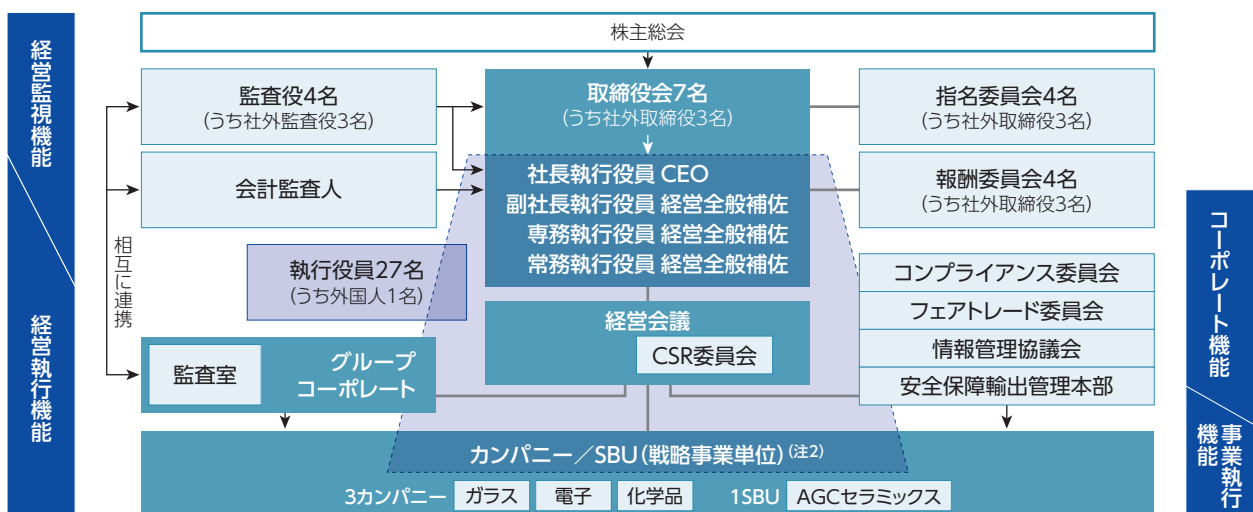 株主総会
経営監視機能
経営執行機能
監査役4名
(うち社外監査役3名)
会計監査人
相互に連携
執行役員27名
(うち外国人1名)
監査室
グループ
コーポレート
取締役会7名
(うち社外取締役3名)
社長執行役員 CEO
副社長執行役員 経営全般補佐
専務執行役員 経営全般補佐
常務執行役員 経営全般補佐
経営会議
CSR委員会
指名委員会4名
(うち社外取締役3名)
報酬委員会4名
(うち社外取締役3名)
コンプライアンス委員会
フェアトレード委員会
情報管理協議会
安全保障輸出管理本部
コーポレート機能
事業執行
機能
カンパニー/SBU(戦略事業単位)(注2)
3カンパニー ガラス 電子 化学品 1SBU AGCセラミックス